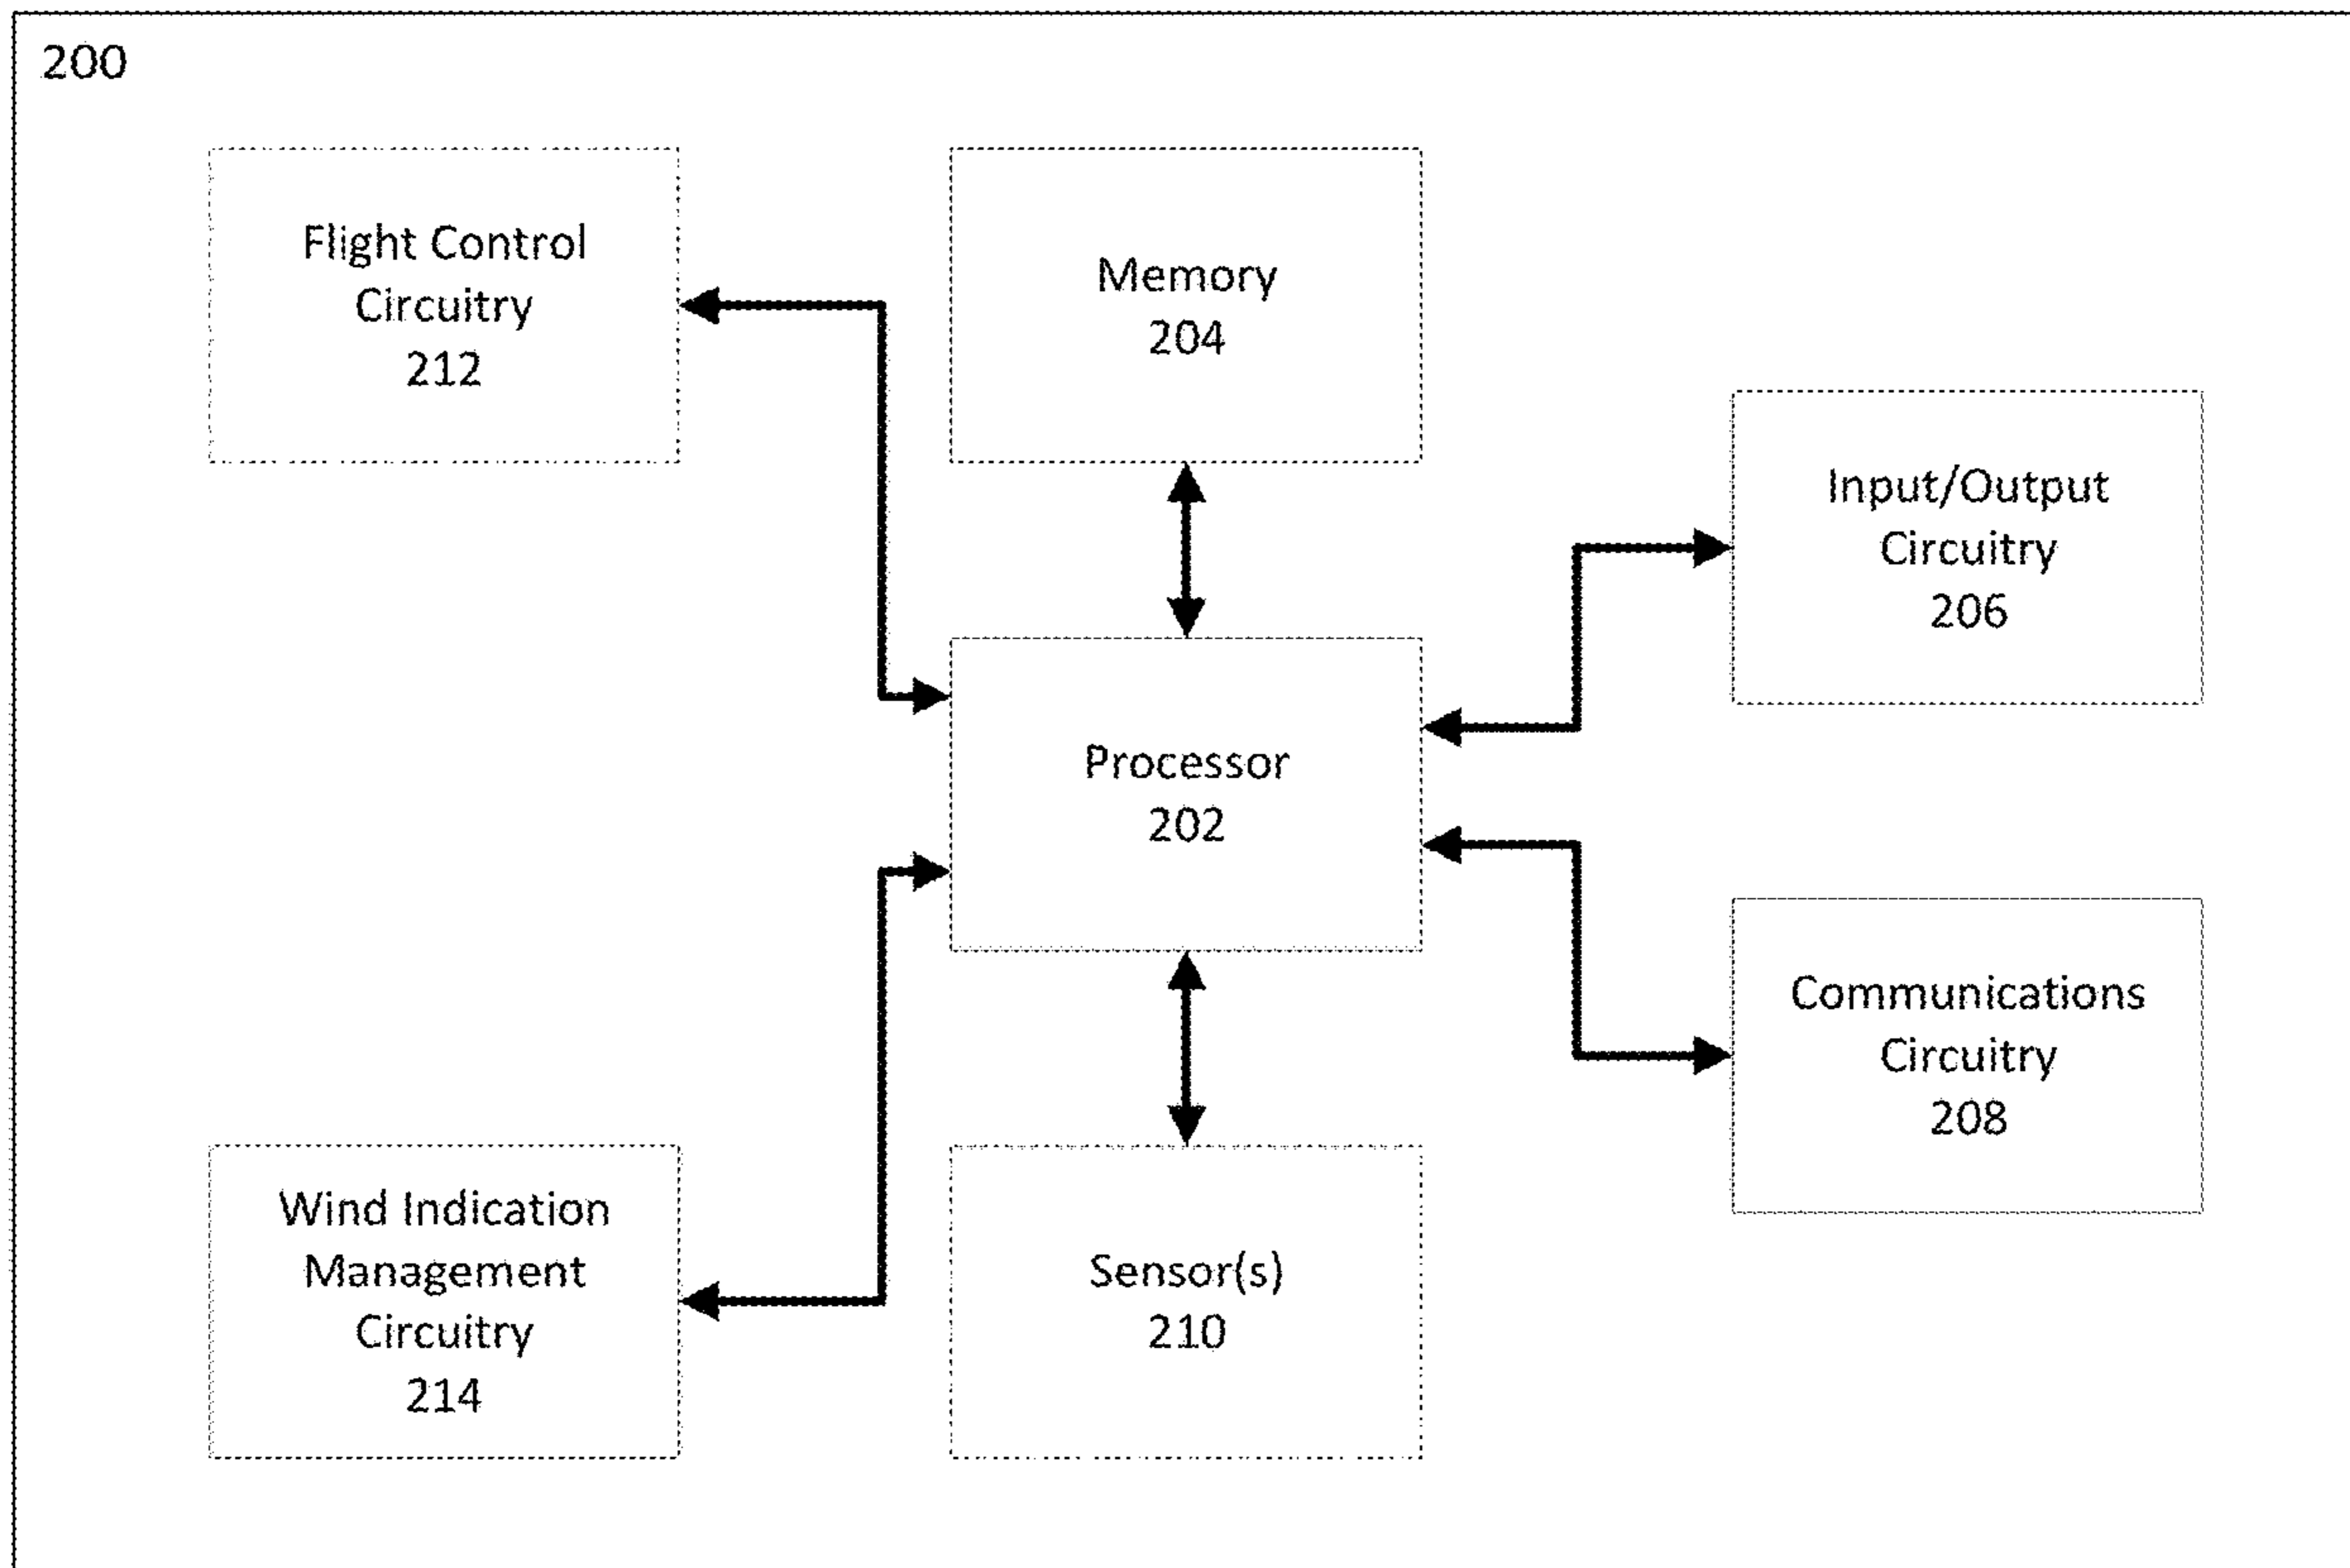 200
Flight Control
Circuitry
212
Memory
204
Input/Output
Circuitry
206
Processor
202
Communications
Circuitry
208
Wind Indication
Management
Circuitry
214
Sensor(s)
210